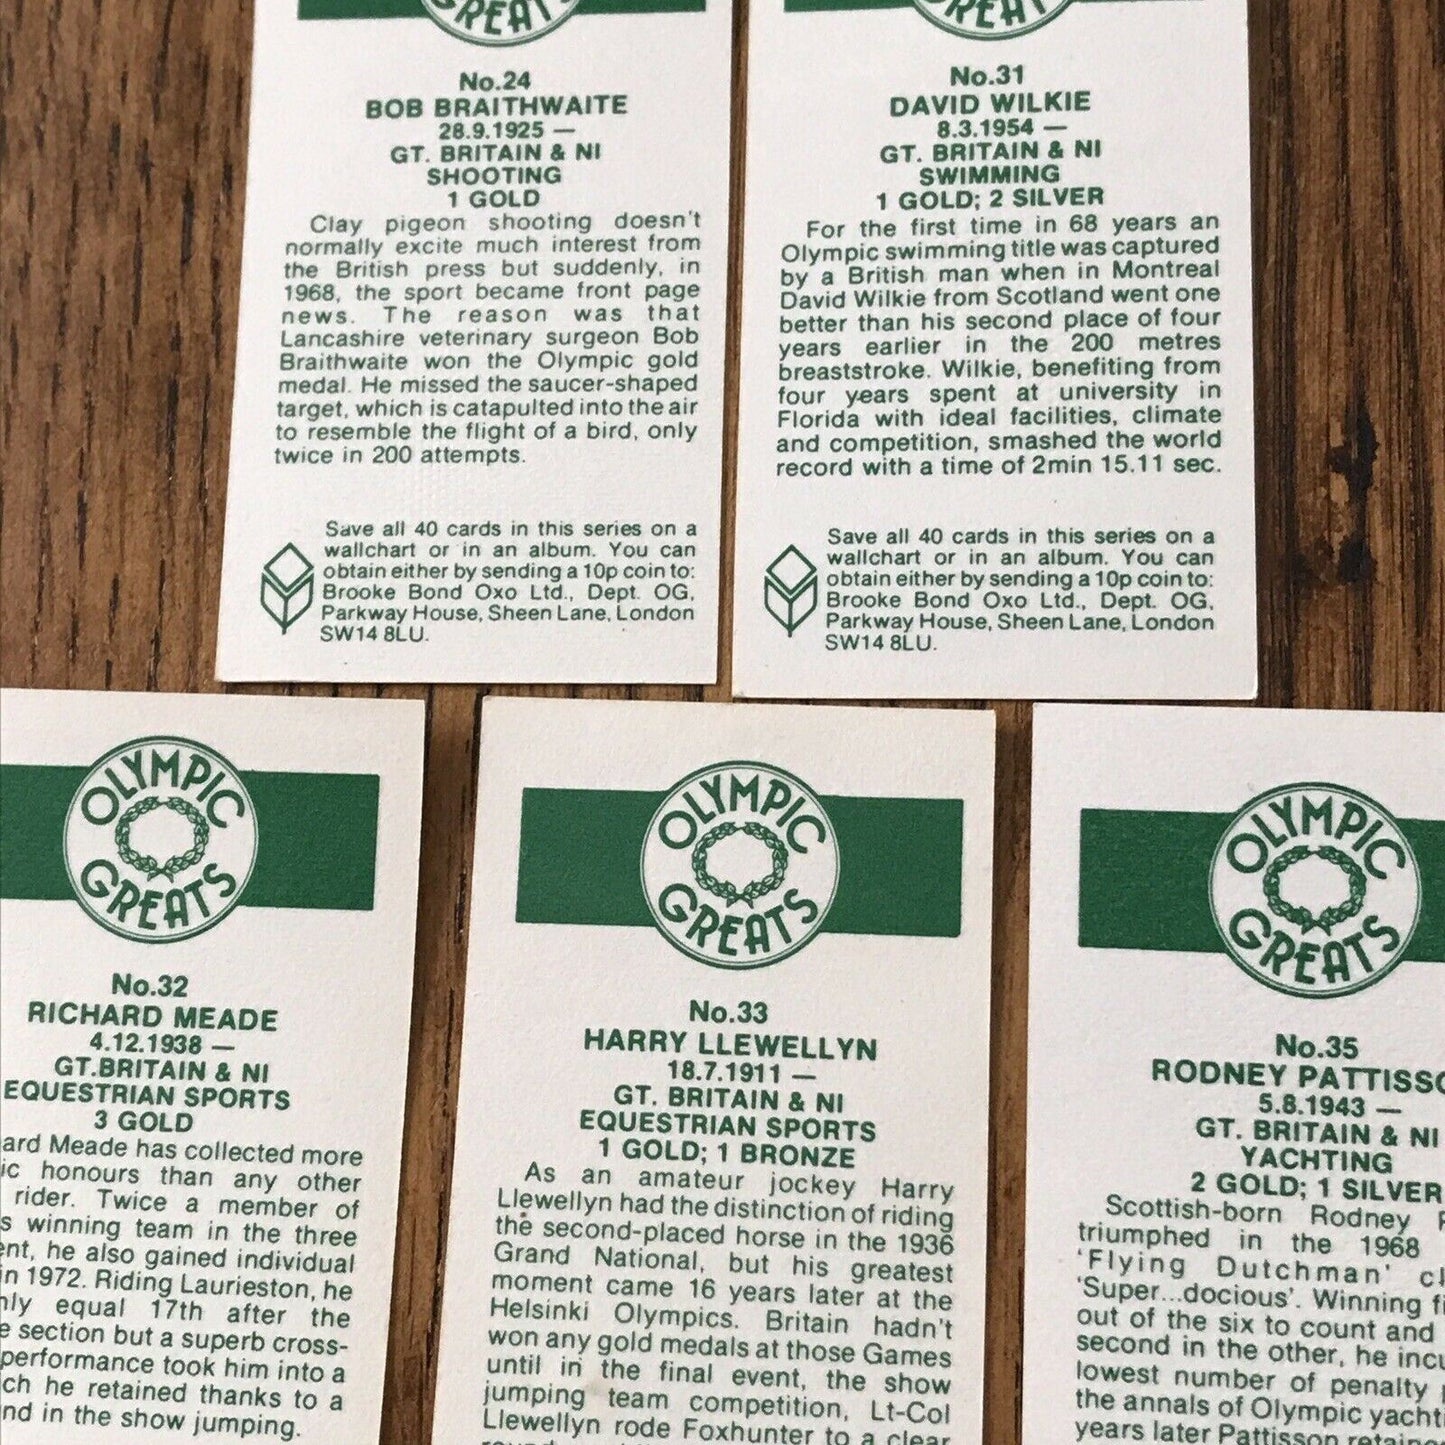 GREATS
No.24
BOB BRAITHWAITE
28.9.1925 —
GT. BRITAIN & NI
SHOOTING
1 GOLD
Clay pigeon shooting doesn't
normally excite much interest from
the British press but suddenly, in
1968, the sport became front page
news. The reason was that
Lancashire veterinary surgeon Bob
Braithwaite won the Olympic gold
medal. He missed the saucer-shaped
target, which is catapulted into the air
to resemble the flight of a bird, only
twice in 200 attempts.
Save all 40 cards in this series on a
wallchart or in an album. You can
obtain either by sending a 10p coin to:
Brooke Bond Oxo Ltd., Dept. OG,
Parkway House, Sheen Lane, London
SW14 8LU.
GREATS
No.31
DAVID WILKIE
8.3.1954 —
GT. BRITAIN & NI
SWIMMING
1 GOLD; 2 SILVER
For the first time in 68 years an
Olympic swimming title was captured
by a British man when in Montreal
David Wilkie from Scotland went one
better than his second place of four
years earlier in the 200 metres
breaststroke. Wilkie, benefiting from
four years spent at university in
Florida with ideal facilities, climate
and competition, smashed the world
record with a time of 2min 15.11 sec.
Save all 40 cards in this series on a
wallchart or in an album. You can
obtain either by sending a 10p coin to:
Brooke Bond Oxo Ltd., Dept. OG,
Parkway House, Sheen Lane, London
SW14 8LU.
OLYMPIC
GREATS
No.32
RICHARD MEADE
4.12.1938 —
GT.BRITAIN & NI
EQUESTRIAN SPORTS
3 GOLD
ard Meade has collected more
ic honours than any other
rider. Twice a member of
s winning team in the three
ent, he also gained individual
in 1972. Riding Laurieston, he
nly equal 17th after the
e section but a superb cross-
performance took him into a
ch he retained thanks to a
nd in the show jumping.
OLYMPIC
GREATS
No.33
HARRY LLEWELLYN
18.7.1911 —
GT. BRITAIN & NI
EQUESTRIAN SPORTS
1 GOLD; 1 BRONZE
As an amateur jockey Harry
Llewellyn had the distinction of riding
the second-placed horse in the 1936
Grand National, but his greatest
moment came 16 years later at the
Helsinki Olympics. Britain hadn't
won any gold medals at those Games
until in the final event, the show
jumping team competition, Lt-Col
Llewellyn rode Foxhunter to a clear
OLYMPIC
GREATS
No.35
RODNEY PATTISSO
5.8.1943 —
GT. BRITAIN & NI
YACHTING
2 GOLD; 1 SILVER
Scottish-born Rodney
triumphed in the 1968
'Flying Dutchman' cl
'Super...docious'. Winning fi
out of the six to count and
second in the other, he incu
lowest number of penalty
the annals of Olympic yacht
years later Pattisson retaine